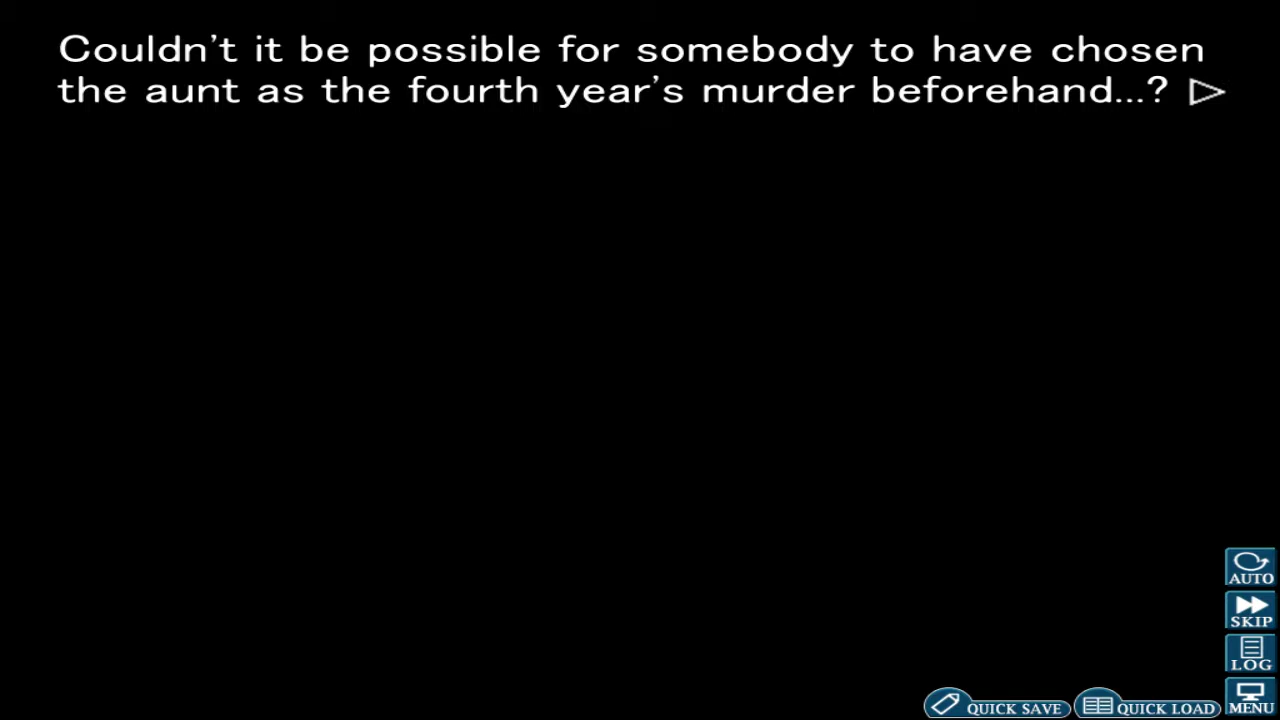 Couldn't it be possible for somebody to have chosen
the aunt as the fourth year's murder beforehand...?
AUTO
SKIP
LOG
QUICK SAVE
QUICK LOAD
MENU